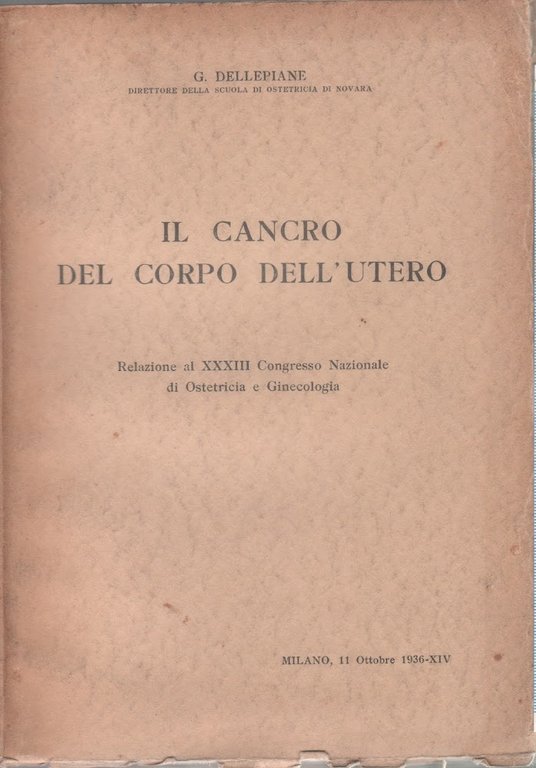 G. DELLEPIANE
DIRETTORE DELLA SCUOLA DI OSTETRICIA DI NOVARA
IL CANCRO
DEL CORPO DELL'UTERO
Relazione al XXXIII Congresso Nazionale
di Ostetricia e Ginecologia
MILANO, 11 Ottobre 1936-XIV